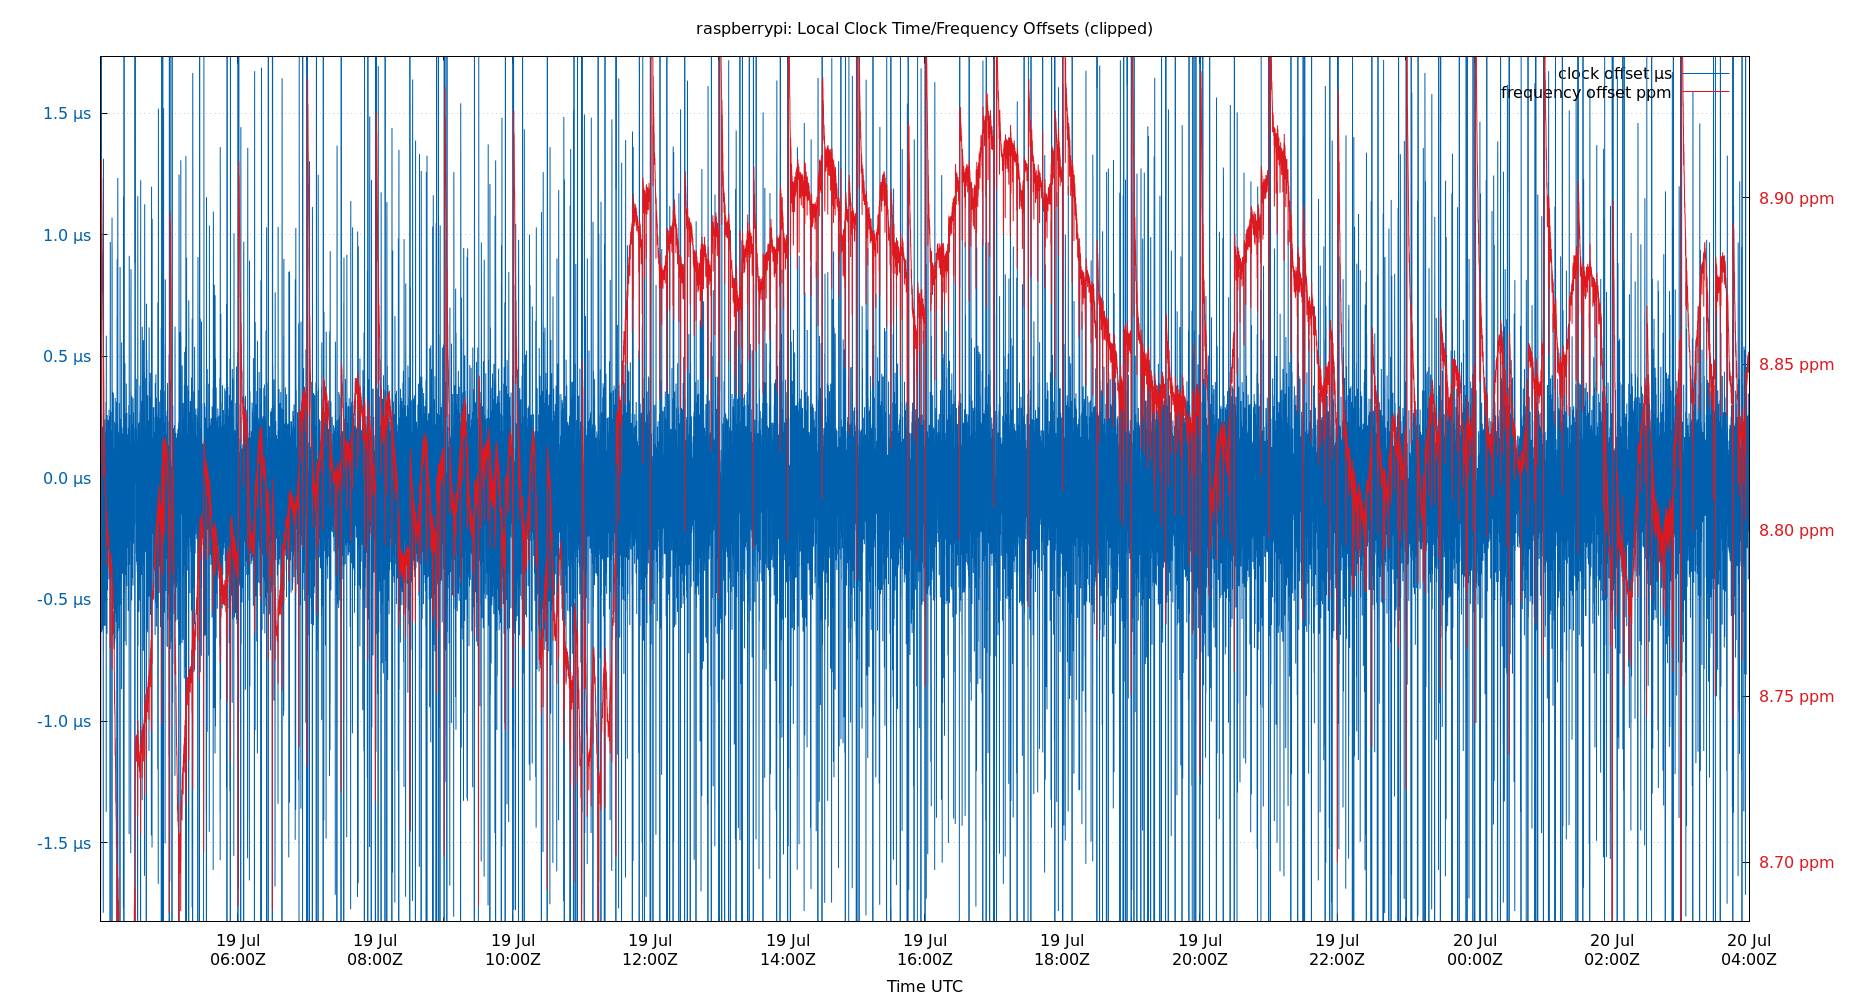 raspberrypi: Local Clock Time/Frequency Offsets (clipped)
clock offset µs
frequency offset ppm
1.5 µs
1.0 µs
0.5 µs
0.0 µs
-0.5 µs
-1.0 µs
-1.5 µs
8.90 ppm
8.85 ppm
8.80 ppm
8.75 ppm
8.70 ppm
19 Jul 19 Jul 19 Jul 19 Jul 19 Jul 19 Jul 19 Jul 19 Jul 19 Jul 20 Jul 20 Jul 20 Jul
06:00Z 08:00Z 10:00Z 12:00Z 14:00Z 16:00Z 18:00Z 20:00Z 22:00Z 00:00Z 02:00Z 04:00Z
Time UTC